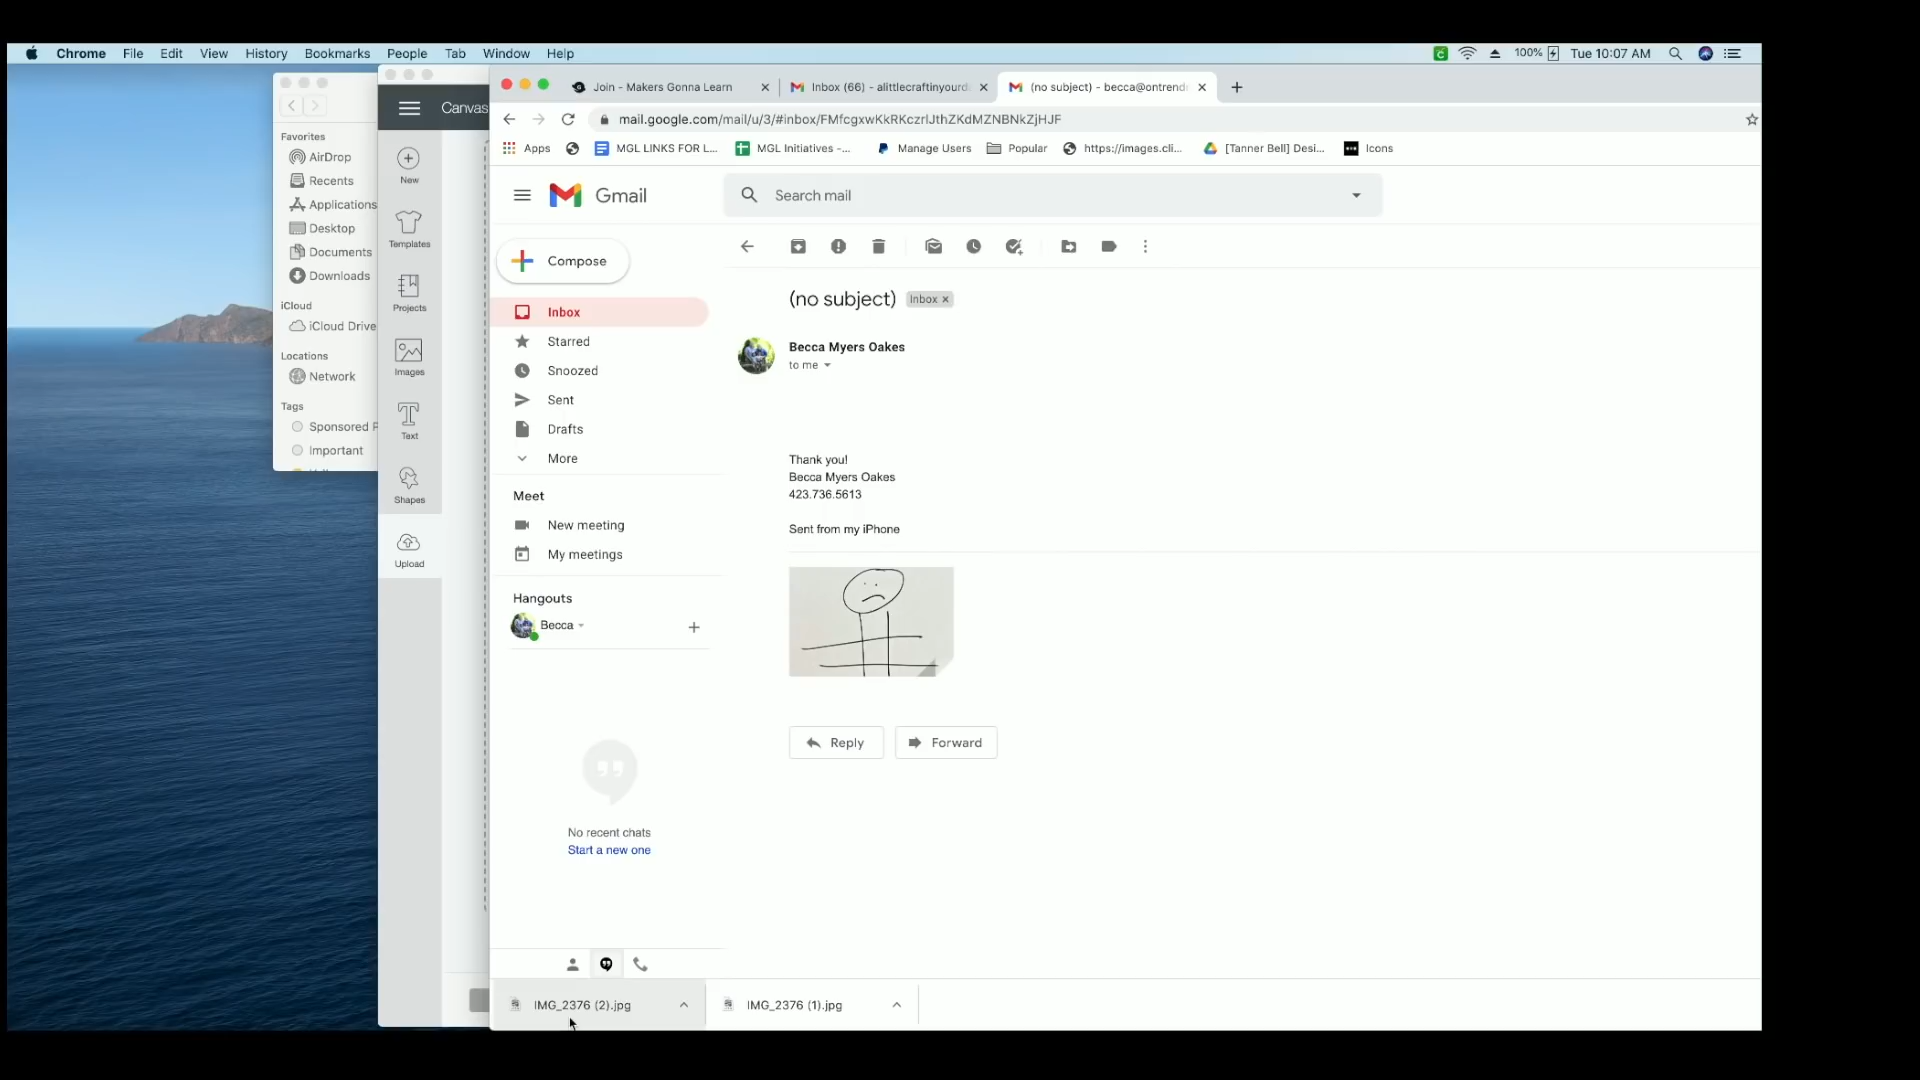 Chrome File Edit View History Bookmarks People Tab Window Help
100% Tue 10:07 AM
Join - Makers Gonna Learn
Inbox (66) - alittlecraftinyourd
(no subject) - becca@ontrend
Canvas
mail.google.com/mail/u/3/#inbox/FMfcgxwKkRKczrlJthZKdMZNBNkZjHJF
Apps
MGL LINKS FOR L...
MGL Initiatives -...
Manage Users
Popular
https://images.cli...
[Tanner Bell] Desi...
Icons
Favorites
AirDrop
Recents
Applications
Desktop
Documents
Downloads
iCloud
iCloud Drive
Locations
Network
Tags
Sponsored P
Important
New
Templates
Projects
Images
Text
Shapes
Upload
Gmail
Search mail
Compose
Inbox
Starred
Snoozed
Sent
Drafts
More
Meet
New meeting
My meetings
Hangouts
Becca
No recent chats
Start a new one
(no subject)
Inbox
Becca Myers Oakes
to me
Thank you!
Becca Myers Oakes
423.736.5613
Sent from my iPhone
Reply
Forward
IMG_2376 (2).jpg
IMG_2376 (1).jpg